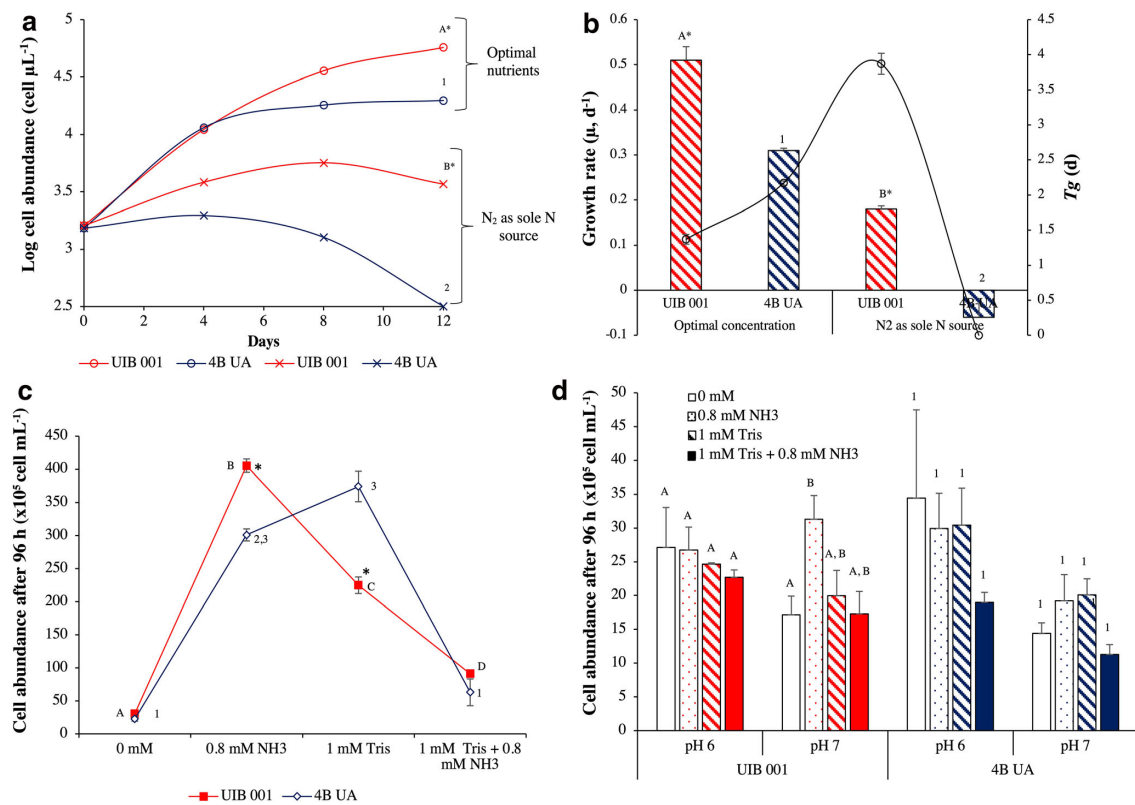 a
Log cell abundance (cell µL⁻¹)
5
4.5
4
3.5
3
2.5
0
2
4
6
8
10
12
Days
A*
1
B*
2
Optimal
nutrients
N₂ as sole N
source
UIB 001
4B UA
UIB 001
4B UA
b
Growth rate (µ, d⁻¹)
0.6
0.5
0.4
0.3
0.2
0.1
0
-0.1
A*
1
B*
2
UIB 001
4B UA
UIB 001
4B UA
Optimal concentration
N2 as sole N source
4.5
4
3.5
3
2.5
2
1.5
1
0.5
0
Tg (d)
c
Cell abundance after 96 h (x10⁵ cell mL⁻¹)
450
400
350
300
250
200
150
100
50
0
A
1
B
*
2,3
3
*
C
D
1
0 mM
0.8 mM NH3
1 mM Tris
1 mM Tris + 0.8
mM NH3
UIB 001
4B UA
d
Cell abundance after 96 h (x10⁵ cell mL⁻¹)
50
45
40
35
30
25
20
15
10
5
0
0 mM
0.8 mM NH3
1 mM Tris
1 mM Tris + 0.8 mM NH3
A
A
A
A
A
B
A, B
A, B
1
1
1
1
1
1
1
1
1
pH 6
pH 7
pH 6
pH 7
UIB 001
4B UA